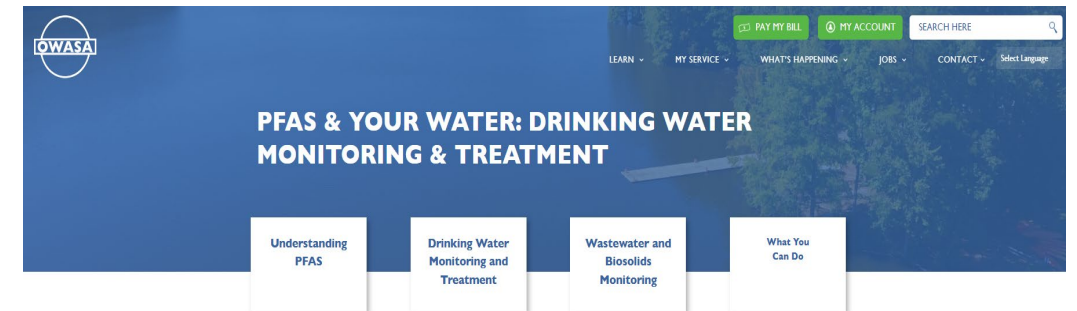 OWASA
PAY MY BILL
MY ACCOUNT
SEARCH HERE
LEARN
MY SERVICE
WHAT'S HAPPENING
JOBS
CONTACT
Select Language
PFAS & YOUR WATER: DRINKING WATER
MONITORING & TREATMENT
Understanding
PFAS
Drinking Water
Monitoring and
Treatment
Wastewater and
Biosolids
Monitoring
What You
Can Do